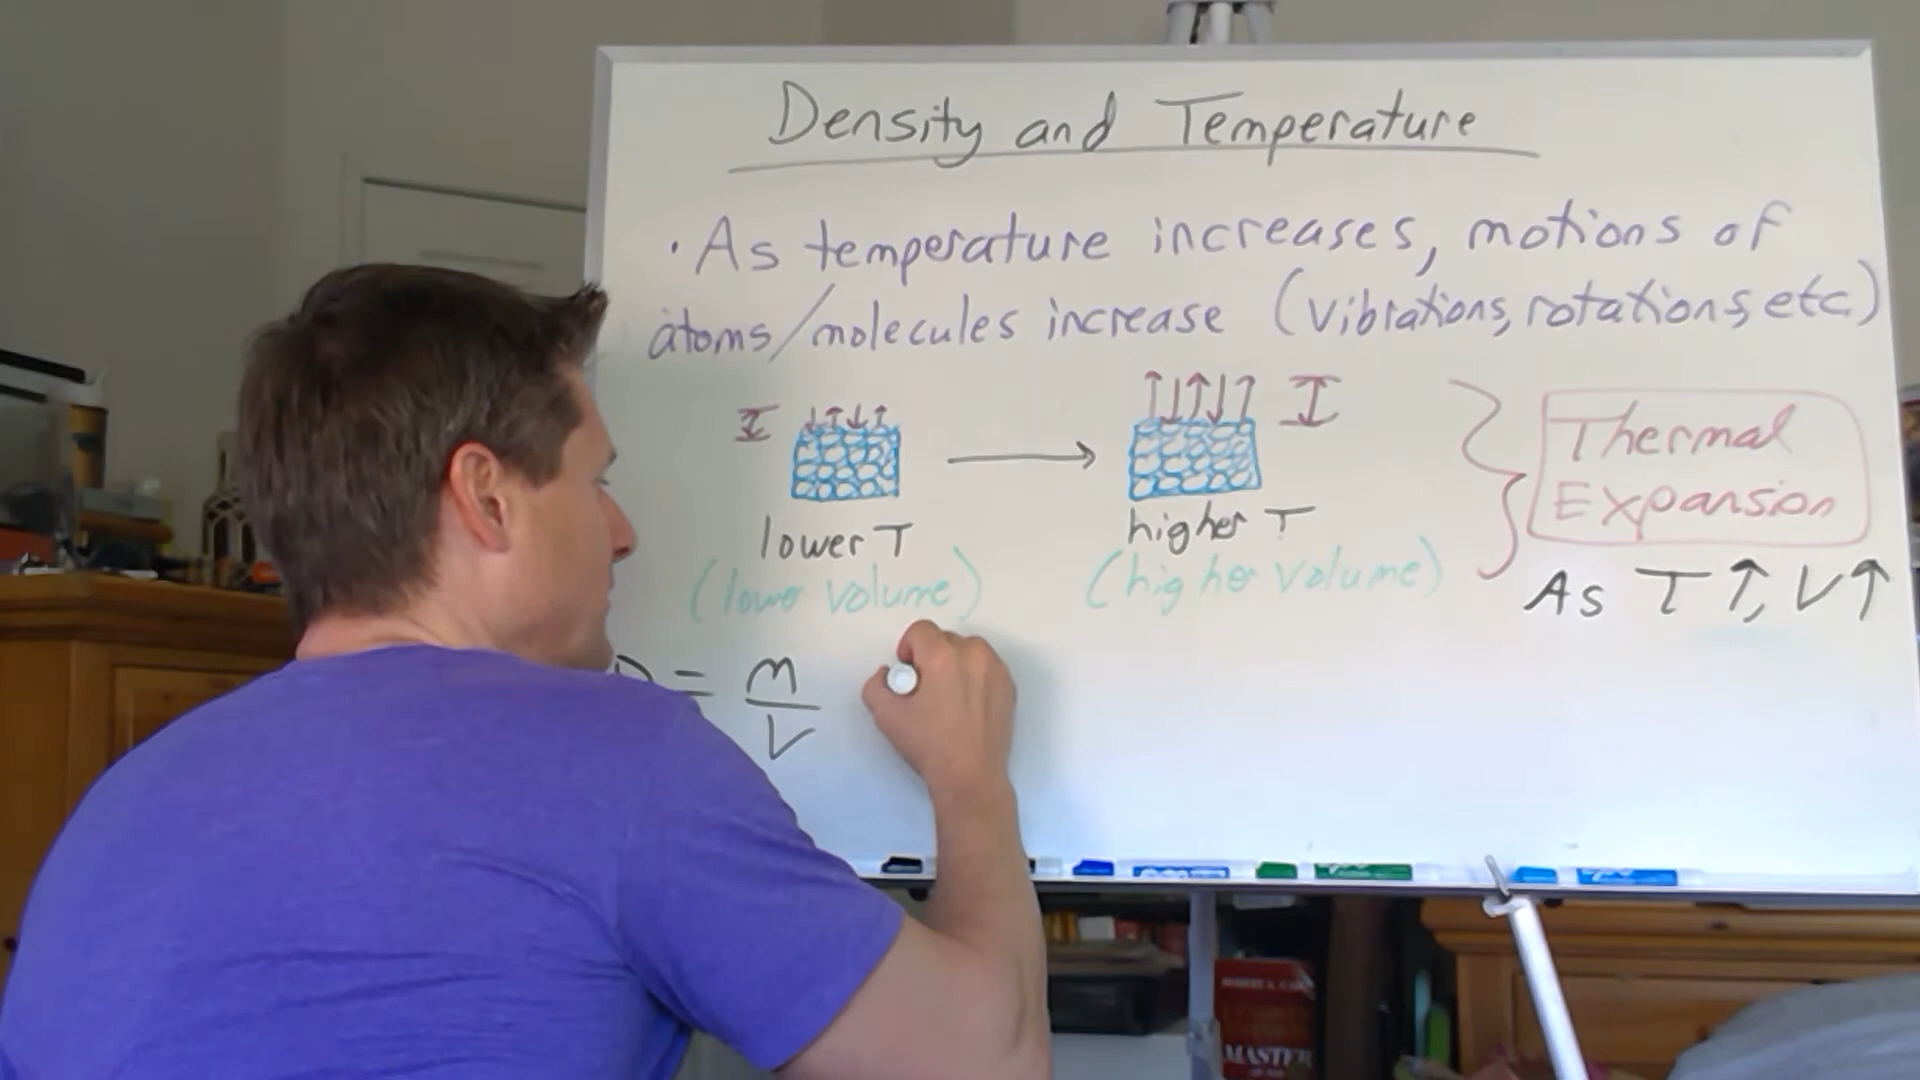 Density and Temperature
• As temperature increases, motions of
atoms/molecules increase (vibrations, rotations, etc)
lower T
(lower volume)
higher T
(higher volume)
Thermal
Expansion
As T↑, V↑
D = m
V
MASTER